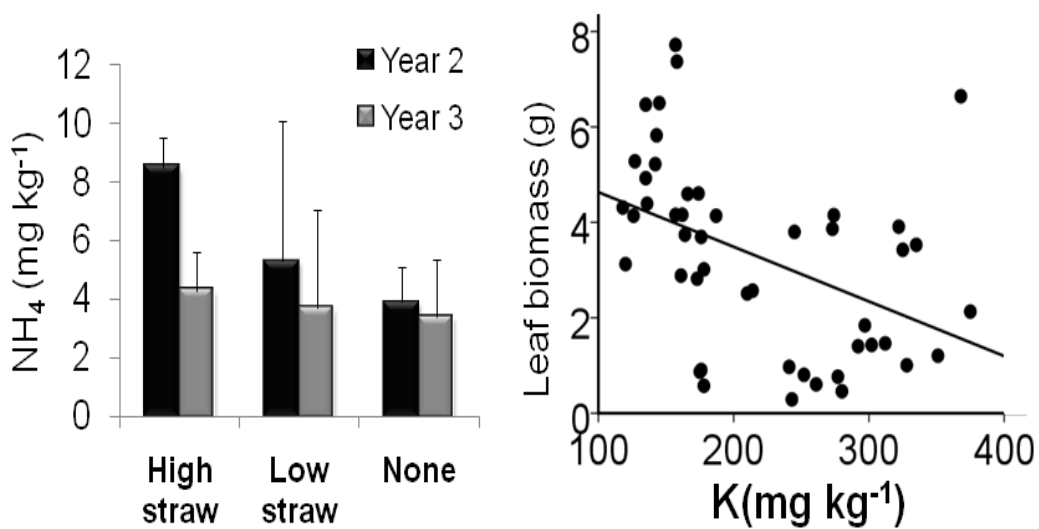 12
10
8
6
4
2
0
NH₄ (mg kg⁻¹)
Year 2
Year 3
High
straw
Low
straw
None
8
6
4
2
0
Leaf biomass (g)
100
200
300
400
K(mg kg⁻¹)